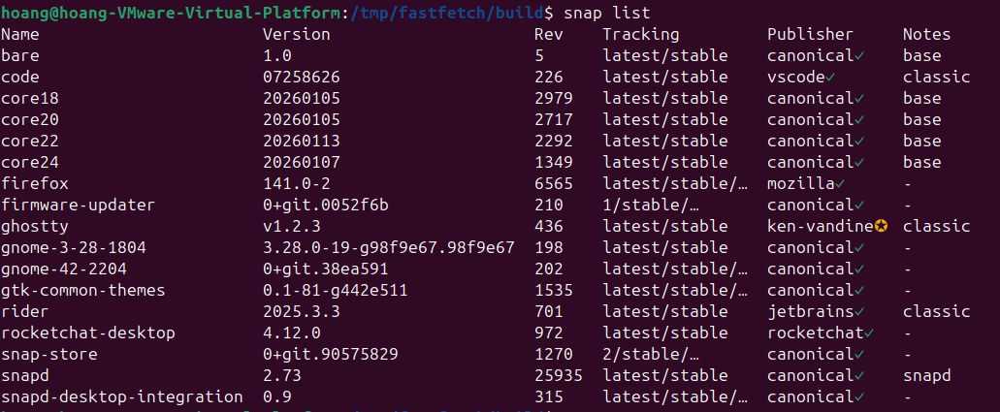 hoang@hoang-VMware-Virtual-Platform:/tmp/fastfetch/build$ snap list
Name Version Rev Tracking Publisher Notes
bare 1.0 5 latest/stable canonical✓ base
code 07258626 226 latest/stable vscode✓ classic
core18 20260105 2979 latest/stable canonical✓ base
core20 20260105 2717 latest/stable canonical✓ base
core22 20260113 2292 latest/stable canonical✓ base
core24 20260107 1349 latest/stable canonical✓ base
firefox 141.0-2 6565 latest/stable/… mozilla✓ -
firmware-updater 0+git.0052f6b 210 1/stable/… canonical✓ -
ghostty v1.2.3 436 latest/stable ken-vandine✪ classic
gnome-3-28-1804 3.28.0-19-g98f9e67.98f9e67 198 latest/stable canonical✓ -
gnome-42-2204 0+git.38ea591 202 latest/stable/… canonical✓ -
gtk-common-themes 0.1-81-g442e511 1535 latest/stable/… canonical✓ -
rider 2025.3.3 701 latest/stable jetbrains✓ classic
rocketchat-desktop 4.12.0 972 latest/stable rocketchat✓ -
snap-store 0+git.90575829 1270 2/stable/… canonical✓ -
snapd 2.73 25935 latest/stable canonical✓ snapd
snapd-desktop-integration 0.9 315 latest/stable/… canonical✓ -